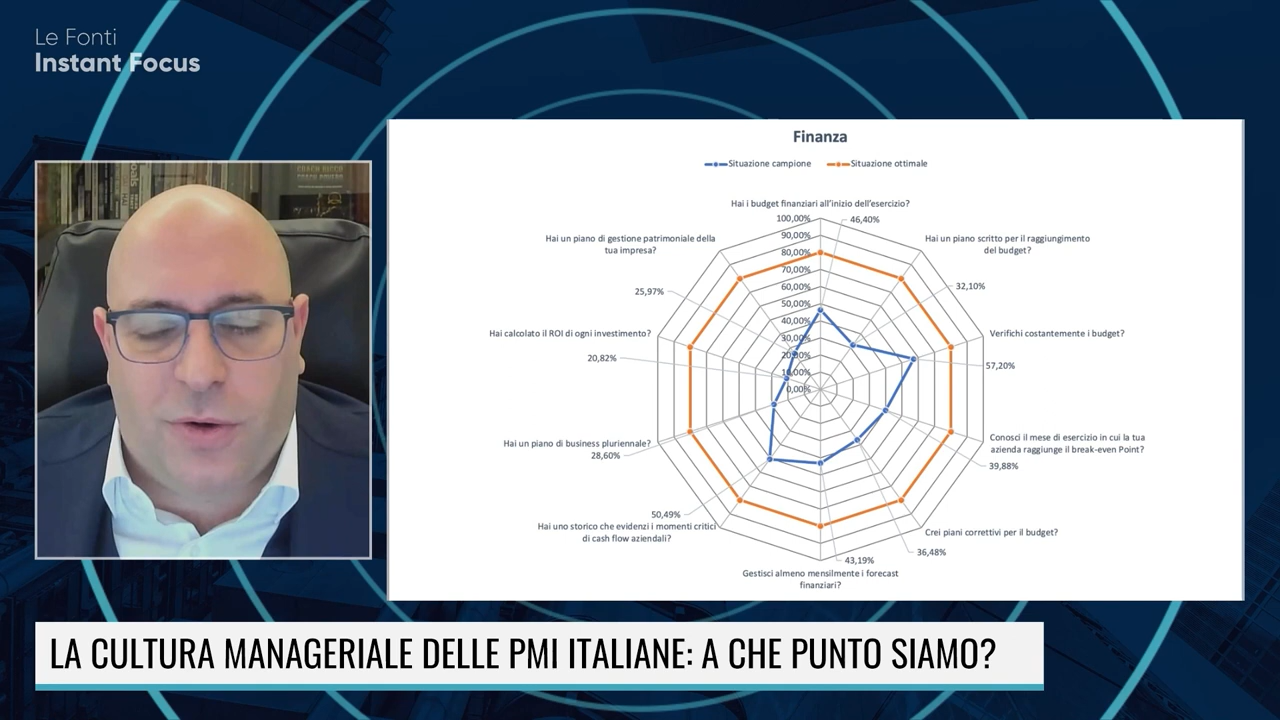 Le Fonti
Instant Focus
Finanza
Situazione campione
Situazione ottimale
Hai i budget finanziari all'inizio dell'esercizio?
100,00%
46,40%
90,00%
80,00%
70,00%
60,00%
50,00%
40,00%
30,00%
20,00%
10,00%
0,00%
Hai un piano scritto per il raggiungimento
del budget?
32,10%
Verifichi costantemente i budget?
57,20%
Conosci il mese di esercizio in cui la tua
azienda raggiunge il break-even Point?
39,88%
Crei piani correttivi per il budget?
36,48%
43,19%
Gestisci almeno mensilmente i forecast
finanziari?
50,49%
Hai uno storico che evidenzi i momenti critici
di cash flow aziendali?
Hai un piano di business pluriennale?
28,60%
Hai calcolato il ROI di ogni investimento?
20,82%
Hai un piano di gestione patrimoniale della
tua impresa?
25,97%
LA CULTURA MANAGERIALE DELLE PMI ITALIANE: A CHE PUNTO SIAMO?